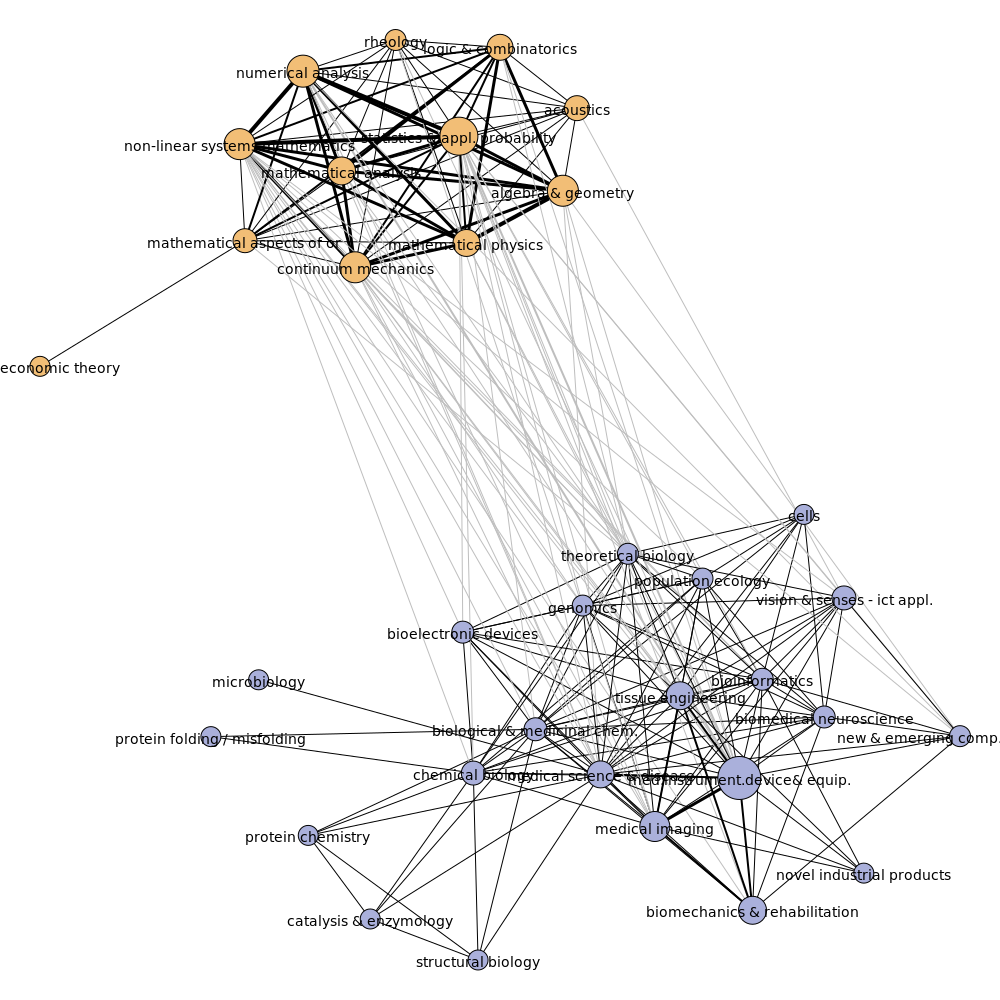 rheology
logic & combinatorics
numerical analysis
acoustics
statistics & appl. probability
non-linear systems mathematics
mathematical analysis
algebra & geometry
mathematical aspects of or
mathematical physics
continuum mechanics
economic theory
cells
theoretical biology
population ecology
vision & senses - ict appl.
genomics
bioelectronic devices
microbiology
bioinformatics
tissue engineering
biomedical neuroscience
biological & medicinal chem.
protein folding / misfolding
new & emerging comp.
chemical biology
medical science & disease
med.instrument.device& equip.
medical imaging
protein chemistry
novel industrial products
biomechanics & rehabilitation
catalysis & enzymology
structural biology